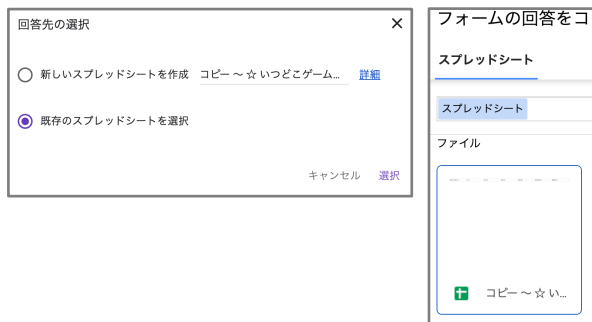 回答先の選択
新しいスプレッドシートを作成 コピー 〜 ☆ いつどこゲーム... 詳細
既存のスプレッドシートを選択
キャンセル 選択
フォームの回答をコ
スプレッドシート
スプレッドシート
ファイル
コピー 〜 ☆ い...